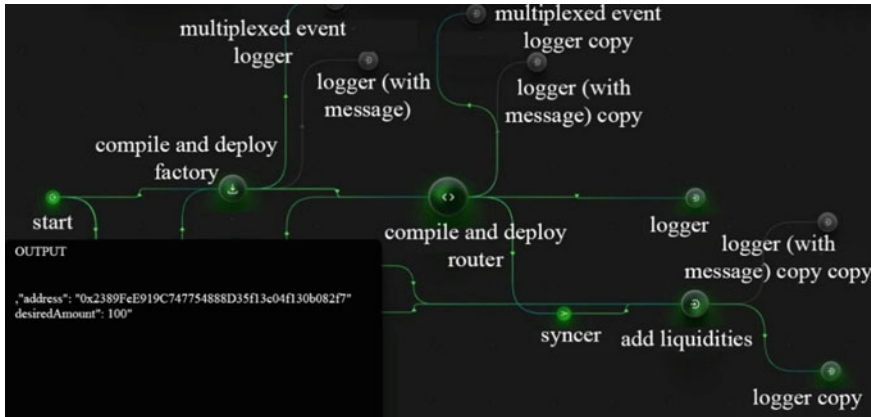 multiplexed event
logger
multiplexed event
logger copy
logger (with
message)
logger (with
message) copy
compile and deploy
factory
start
compile and deploy
router
logger
logger (with
message) copy copy
OUTPUT
,"address": "0x2389FeE919C747754888D35f13c04f130b082f7"
desiredAmount": 100"
syncer
add liquidities
logger copy